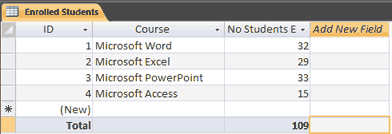 Enrolled Students
ID Course No Students E Add New Field
1 Microsoft Word 32
2 Microsoft Excel 29
3 Microsoft PowerPoint 33
4 Microsoft Access 15
* (New)
Total 109